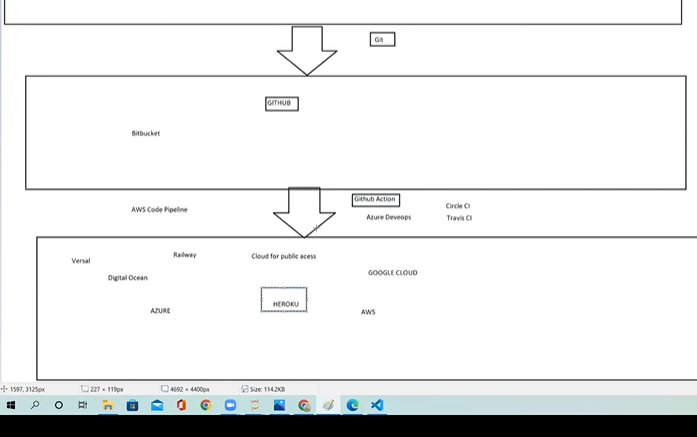 Git
GITHUB
Bitbucket
Github Action
AWS Code Pipeline
Circle CI
Azure Deveops
Travis CI
Railway
Cloud for public acess
Versal
GOOGLE CLOUD
Digital Ocean
HEROKU
AZURE
AWS
1597, 3125px
227 × 119px
4692 × 4400px
Size: 114.2KB